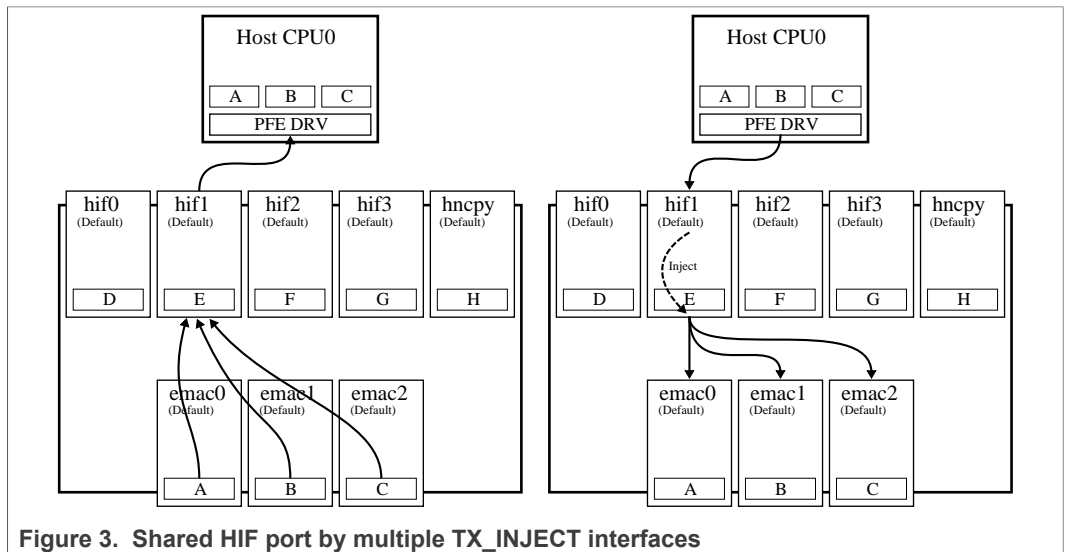 Host CPU0
A B C
PFE DRV
hif0 hif1 hif2 hif3 hncpy
(Default) (Default) (Default) (Default) (Default)
D E F G H
emac0 emac1 emac2
(Default) (Default) (Default)
A B C
Host CPU0
A B C
PFE DRV
hif0 hif1 hif2 hif3 hncpy
(Default) (Default) (Default) (Default) (Default)
Inject
D E F G H
emac0 emac1 emac2
(Default) (Default) (Default)
A B C
Figure 3. Shared HIF port by multiple TX_INJECT interfaces